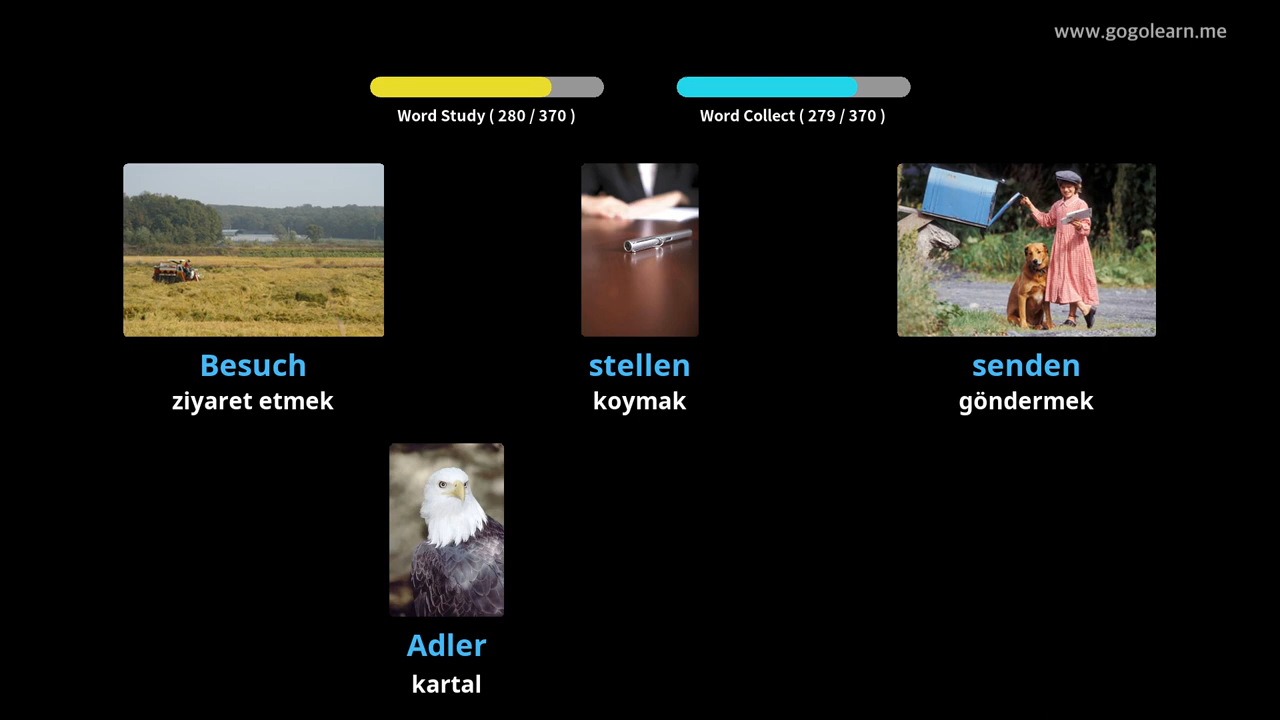 www.gogolearn.me
Word Study ( 280 / 370 )
Word Collect ( 279 / 370 )
Besuch
ziyaret etmek
stellen
koymak
senden
göndermek
Adler
kartal